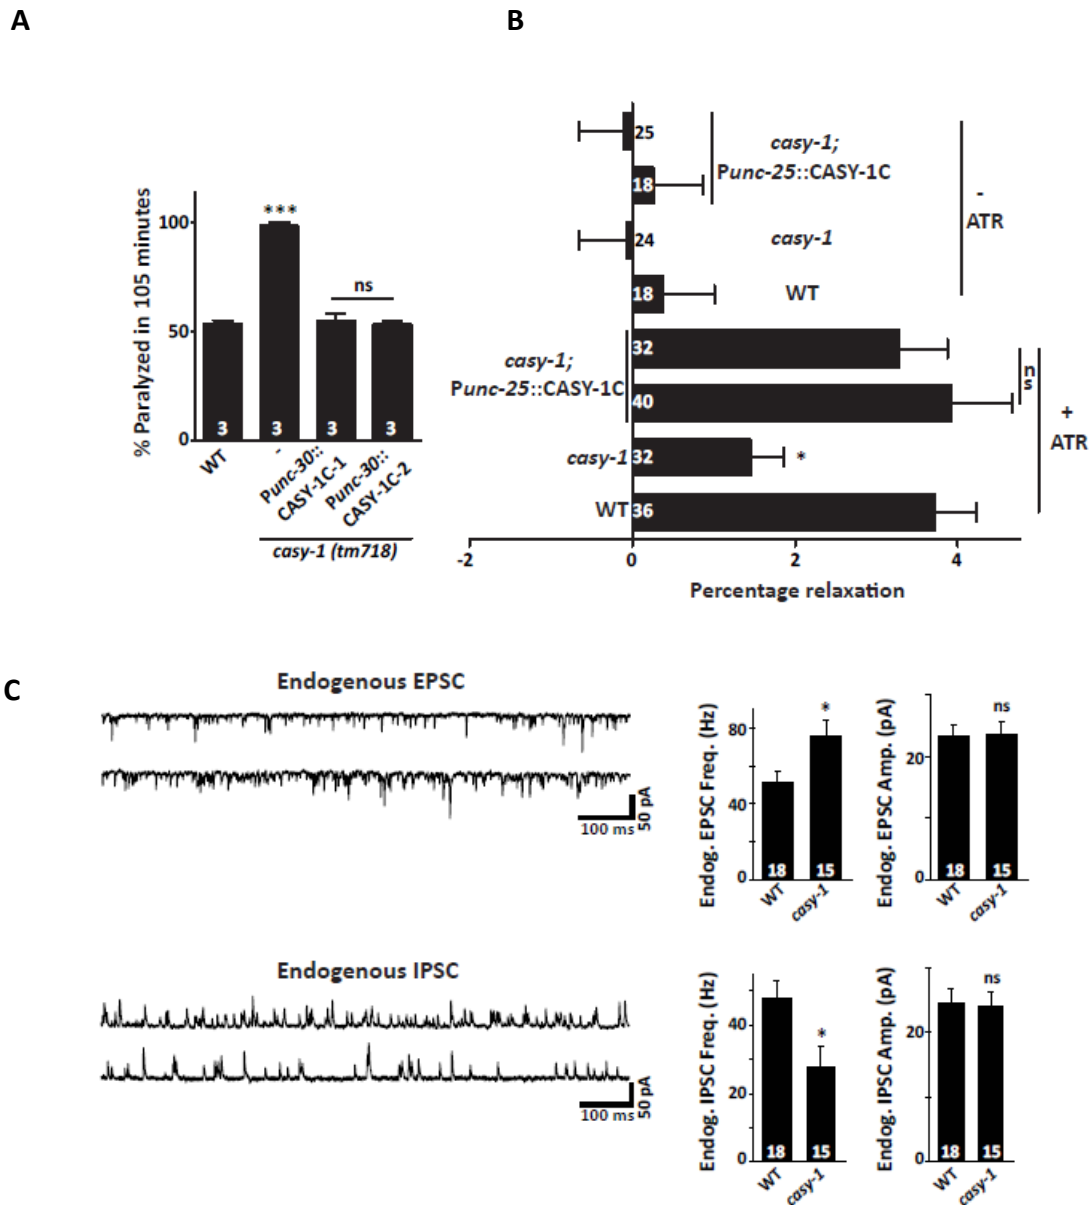 A
% Paralyzed in 105 minutes
100
50
0
***
ns
3
3
3
3
WT
-
Punc-30::
CASY-1C-1
Punc-30::
CASY-1C-2
casy-1 (tm718)
B
25
18
casy-1;
Punc-25::CASY-1C
24
casy-1
18
WT
-
ATR
casy-1;
Punc-25::CASY-1C
32
40
ns
casy-1
32
*
WT
36
+
ATR
-2
0
2
4
Percentage relaxation
C
Endogenous EPSC
100 ms
50 pA
Endog. EPSC Freq. (Hz)
80
40
0
*
18
15
WT
casy-1
Endog. EPSC Amp. (pA)
20
0
ns
18
15
WT
casy-1
Endogenous IPSC
100 ms
50 pA
Endog. IPSC Freq. (Hz)
40
20
0
*
18
15
WT
casy-1
Endog. IPSC Amp. (pA)
20
0
ns
18
15
WT
casy-1